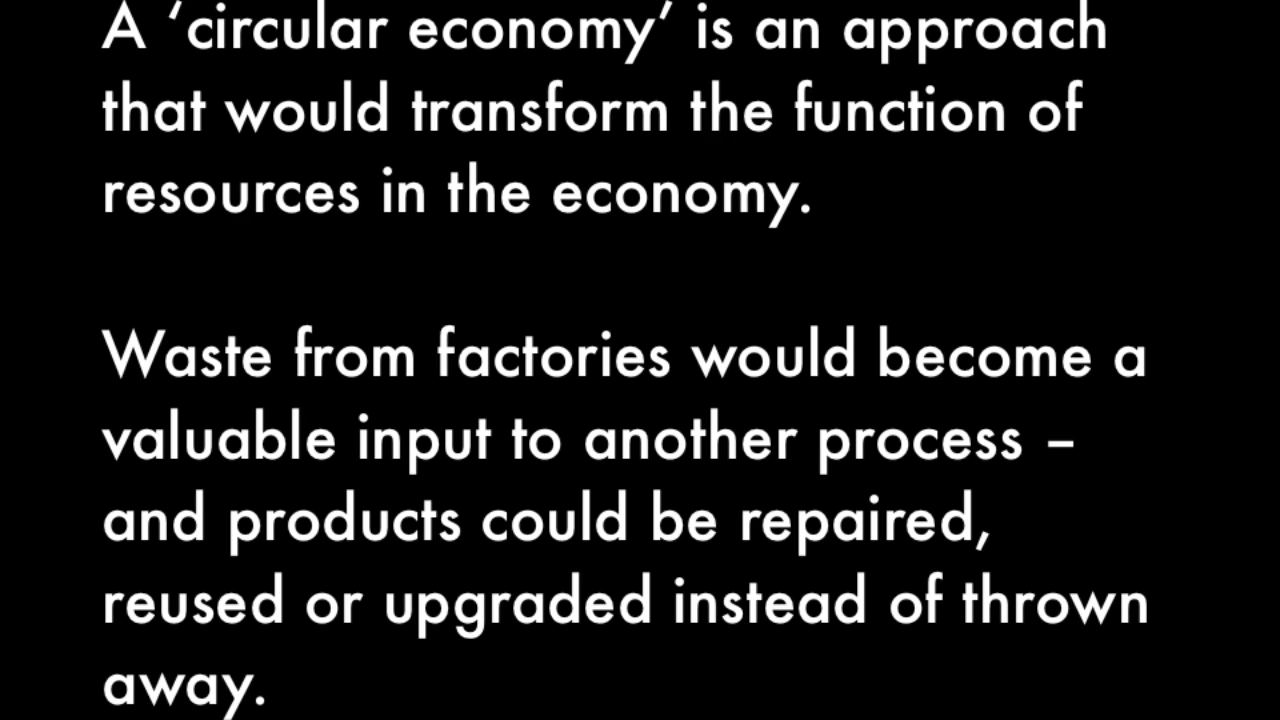 A ‘circular economy’ is an approach
that would transform the function of
resources in the economy.
Waste from factories would become a
valuable input to another process –
and products could be repaired,
reused or upgraded instead of thrown
away.